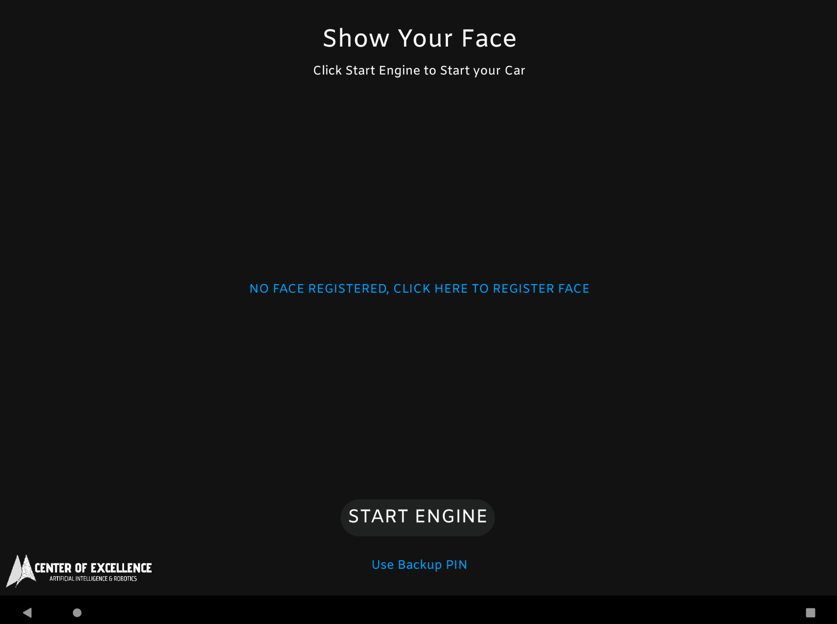 Show Your Face
Click Start Engine to Start your Car
NO FACE REGISTERED, CLICK HERE TO REGISTER FACE
START ENGINE
Use Backup PIN
CENTER OF EXCELLENCE
ARTIFICIAL INTELLIGENCE & ROBOTICS